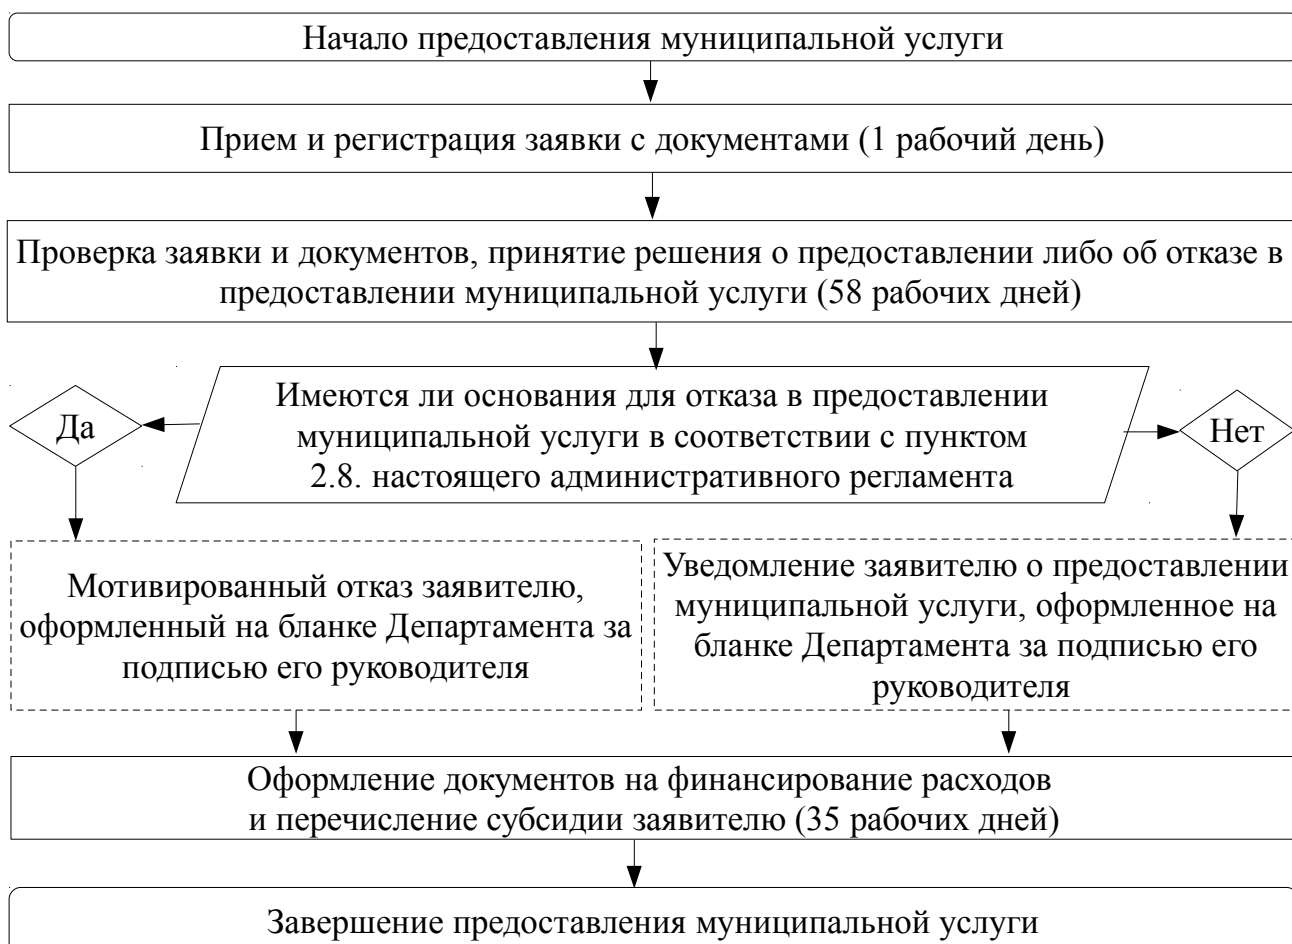 Начало предоставления муниципальной услуги
Прием и регистрация заявки с документами (1 рабочий день)
Проверка заявки и документов, принятие решения о предоставлении либо об отказе в
предоставлении муниципальной услуги (58 рабочих дней)
Имеются ли основания для отказа в предоставлении
муниципальной услуги в соответствии с пунктом
2.8. настоящего административного регламента
Да
Нет
Мотивированный отказ заявителю,
оформленный на бланке Департамента за
подписью его руководителя
Уведомление заявителю о предоставлении
муниципальной услуги, оформленное на
бланке Департамента за подписью его
руководителя
Оформление документов на финансирование расходов
и перечисление субсидии заявителю (35 рабочих дней)
Завершение предоставления муниципальной услуги